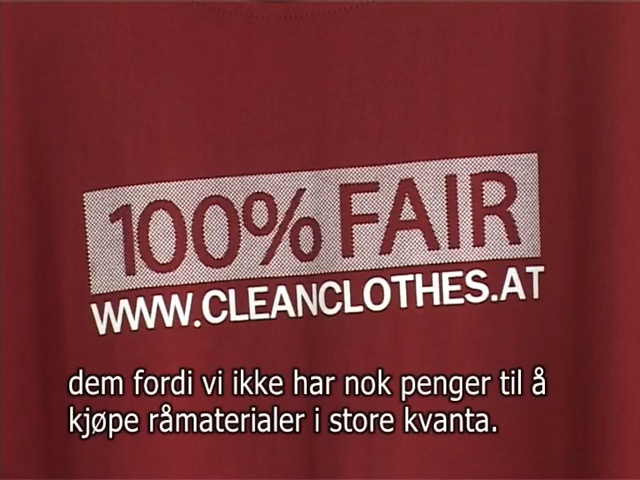 100% FAIR
WWW.CLEANCLOTHES.AT
dem fordi vi ikke har nok penger til å
kjøpe råmaterialer i store kvanta.